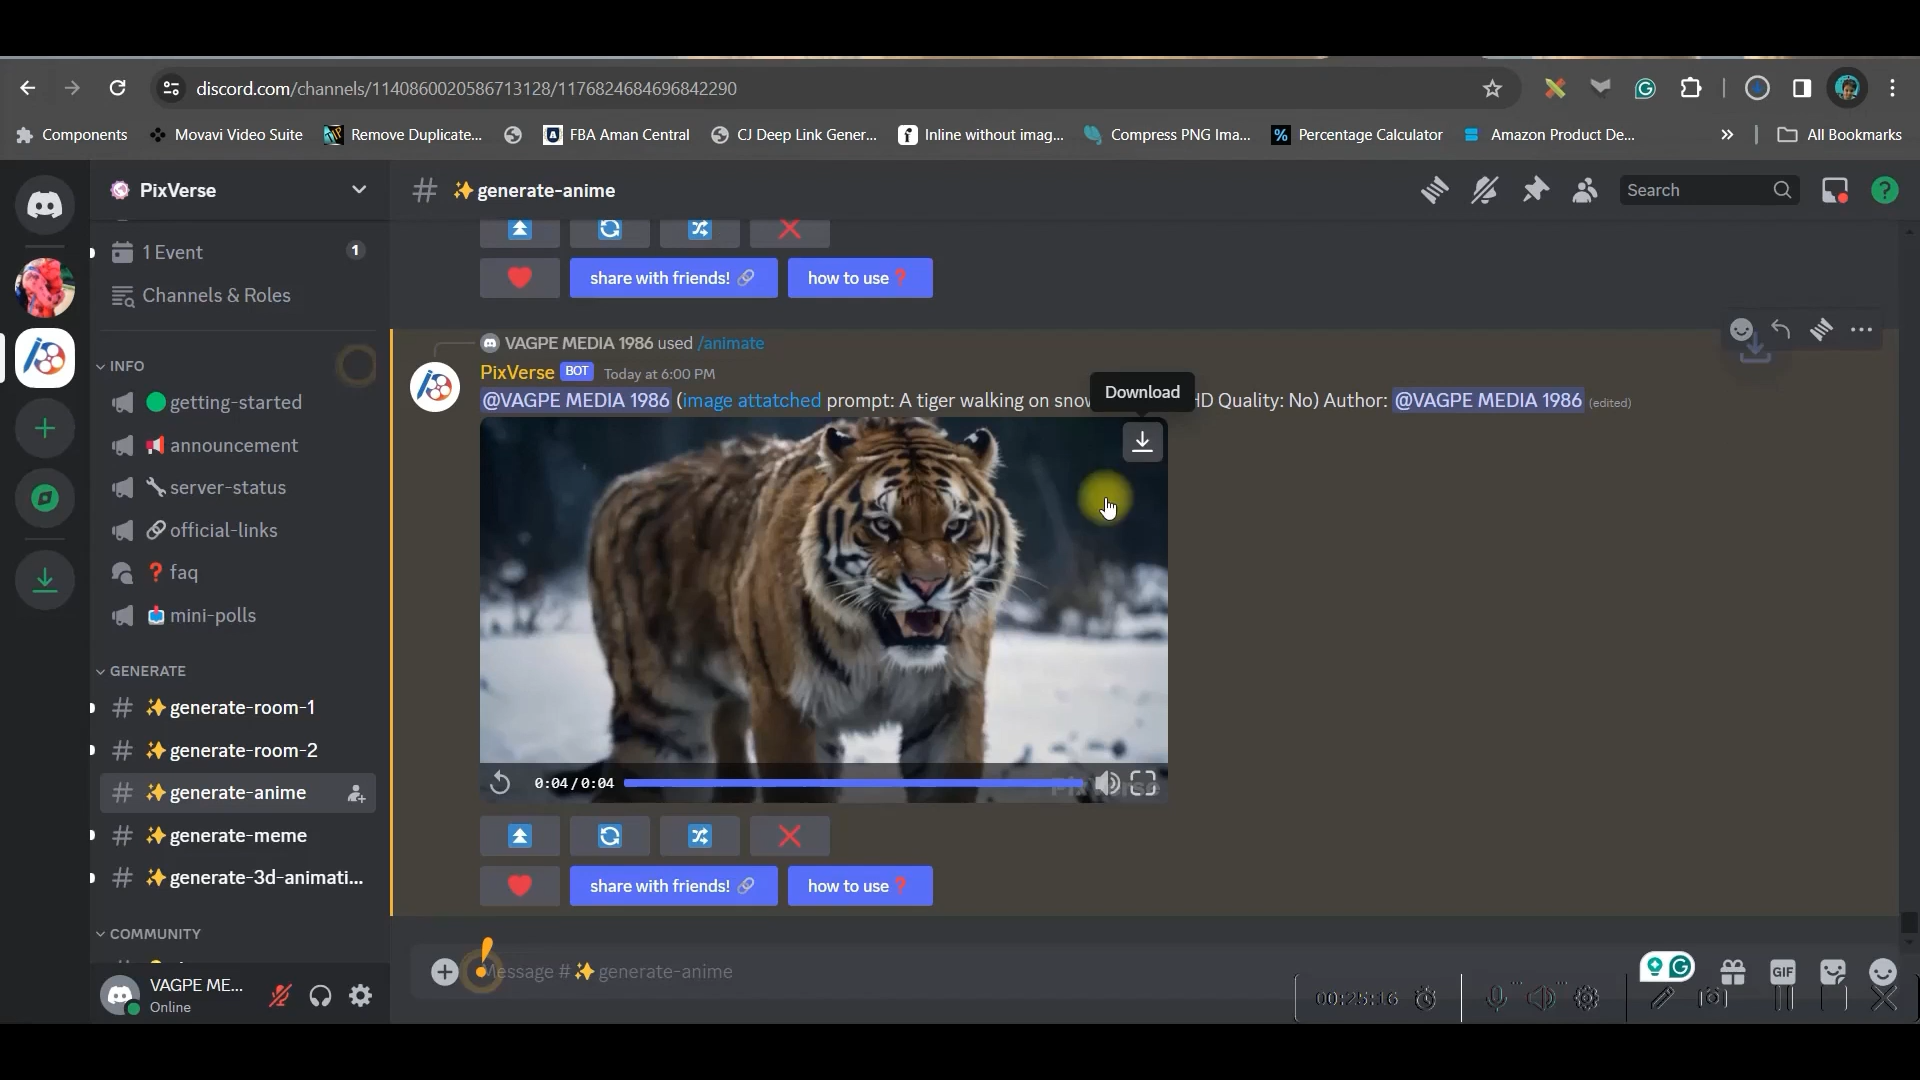 discord.com/channels/1140860020586713128/1176824684696842290
Components
Movavi Video Suite
Remove Duplicate...
FBA Aman Central
CJ Deep Link Gener...
Inline without imag...
Compress PNG Ima...
Percentage Calculator
Amazon Product De...
All Bookmarks
PixVerse
generate-anime
Search
1 Event
1
Channels & Roles
share with friends!
how to use
INFO
getting-started
announcement
server-status
official-links
faq
mini-polls
GENERATE
generate-room-1
generate-room-2
generate-anime
generate-meme
generate-3d-animati...
COMMUNITY
VAGPE ME...
Online
VAGPE MEDIA 1986 used /animate
PixVerse BOT Today at 6:00 PM
Download
@VAGPE MEDIA 1986 (image attatched prompt: A tiger walking on HD Quality: No) Author: @VAGPE MEDIA 1986 (edited)
0:04/0:04
share with friends!
how to use
Message # generate-anime
GIF
00:25:16